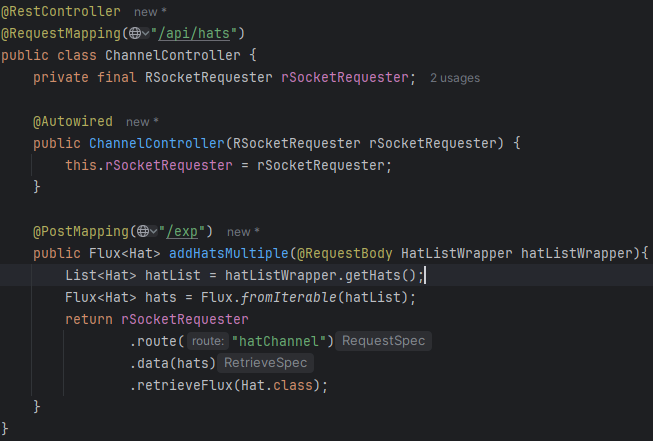 @RestController new *
@RequestMapping("/api/hats")
public class ChannelController {
private final RSocketRequester rSocketRequester; 2 usages
@Autowired new *
public ChannelController(RSocketRequester rSocketRequester) {
this.rSocketRequester = rSocketRequester;
}
@PostMapping("/exp") new *
public Flux<Hat> addHatsMultiple(@RequestBody HatListWrapper hatListWrapper){
List<Hat> hatList = hatListWrapper.getHats();
Flux<Hat> hats = Flux.fromIterable(hatList);
return rSocketRequester
.route( route: "hatChannel") RequestSpec
.data(hats) RetrieveSpec
.retrieveFlux(Hat.class);
}
}